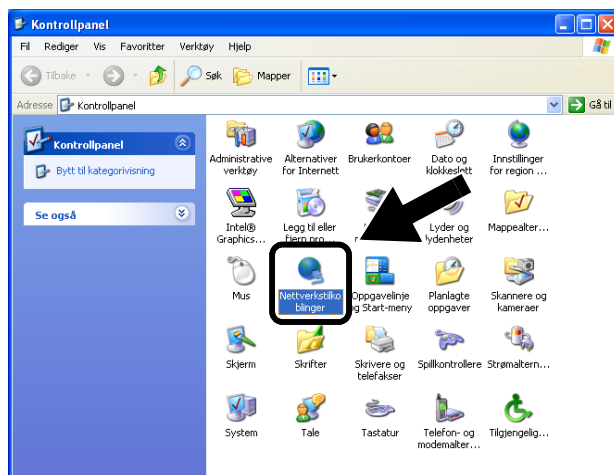 Kontrollpanel
Fil Rediger Vis Favoritter Verktøy Hjelp
Tilbake Søk Mapper
Adresse Kontrollpanel Gå til
Kontrollpanel
Bytt til kategorivisning
Se også
Administrative
verktøy
Alternativer
for Internett
Brukerkontoer
Dato og
klokkeslett
Innstillinger
for region ...
Intel®
Graphics...
Legg til eller
fjern pro...
Lyder og
lydenheter
Mappealter...
Mus
Nettverkstilko
blinger
Oppgavelinje
og Start-meny
Planlagte
oppgaver
Skannere og
kameraer
Skjerm
Skrifter
Skrivere og
telefakser
Spillkontrollere
Strømaltern...
System
Tale
Tastatur
Telefon- og
modemalter...
Tilgjengelig...